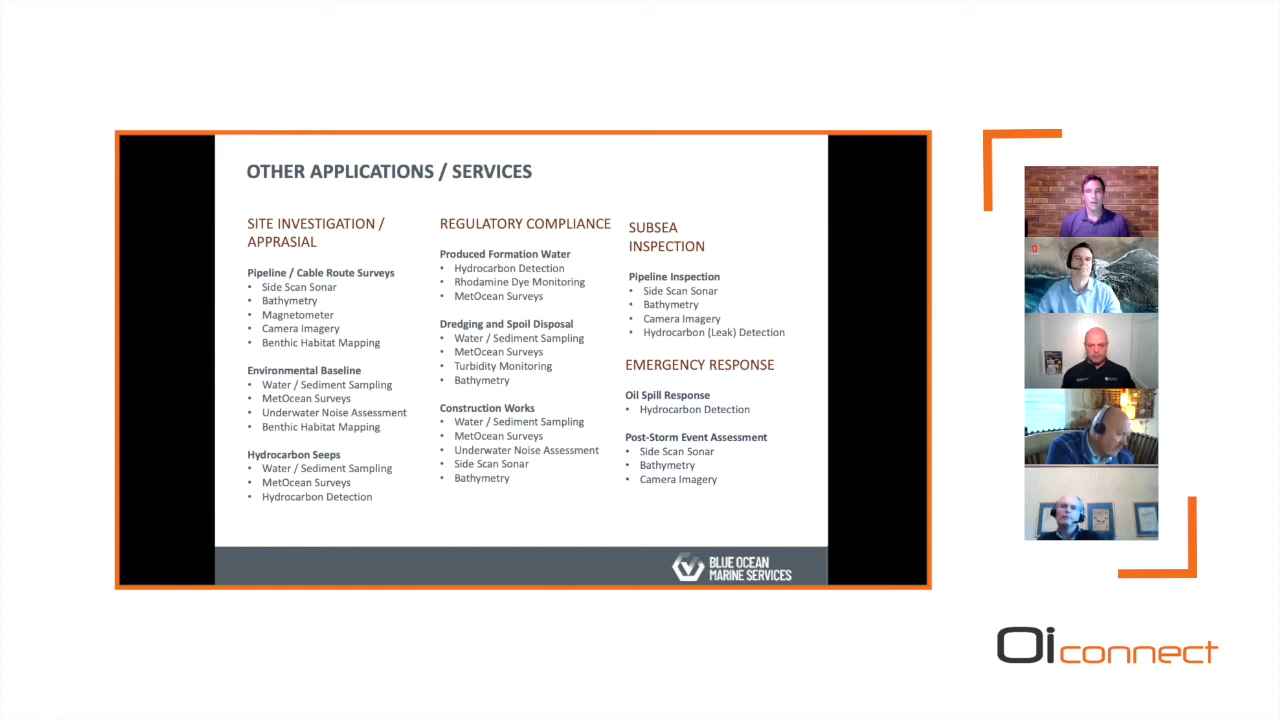 OTHER APPLICATIONS / SERVICES
SITE INVESTIGATION /
APPRASIAL
Pipeline / Cable Route Surveys
• Side Scan Sonar
• Bathymetry
• Magnetometer
• Camera Imagery
• Benthic Habitat Mapping
Environmental Baseline
• Water / Sediment Sampling
• MetOcean Surveys
• Underwater Noise Assessment
• Benthic Habitat Mapping
Hydrocarbon Seeps
• Water / Sediment Sampling
• MetOcean Surveys
• Hydrocarbon Detection
REGULATORY COMPLIANCE
Produced Formation Water
• Hydrocarbon Detection
• Rhodamine Dye Monitoring
• MetOcean Surveys
Dredging and Spoil Disposal
• Water / Sediment Sampling
• MetOcean Surveys
• Turbidity Monitoring
• Bathymetry
Construction Works
• Water / Sediment Sampling
• MetOcean Surveys
• Underwater Noise Assessment
• Side Scan Sonar
• Bathymetry
SUBSEA
INSPECTION
Pipeline Inspection
• Side Scan Sonar
• Bathymetry
• Camera Imagery
• Hydrocarbon (Leak) Detection
EMERGENCY RESPONSE
Oil Spill Response
• Hydrocarbon Detection
Post-Storm Event Assessment
• Side Scan Sonar
• Bathymetry
• Camera Imagery
BLUE OCEAN
MARINE SERVICES
Oi connect